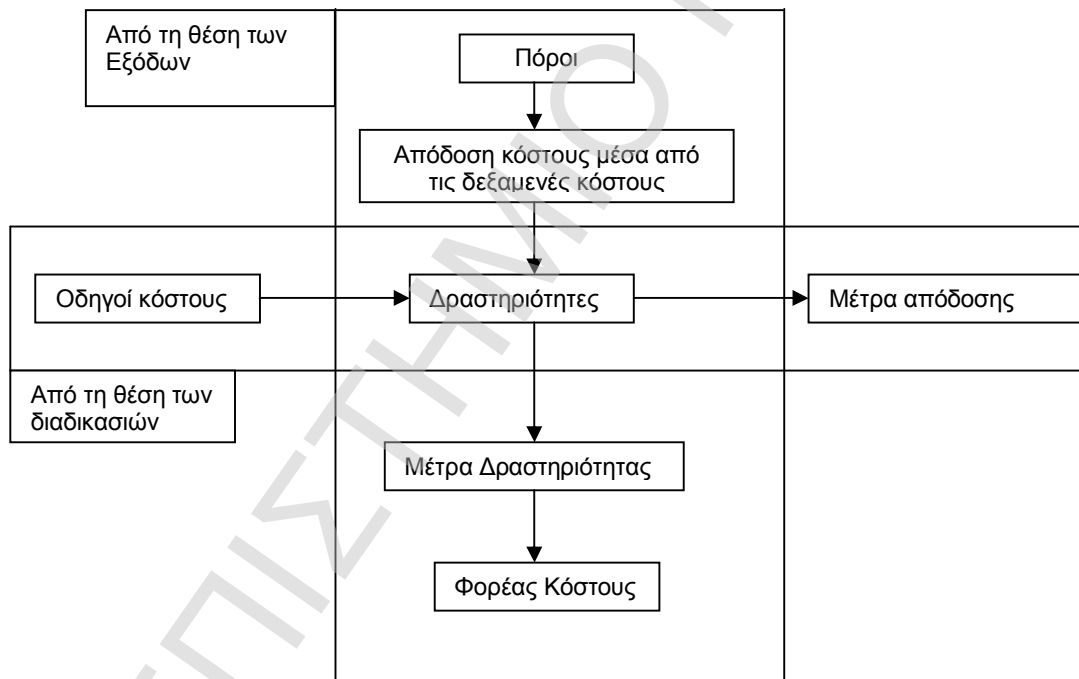 Από τη θέση των
Εξόδων
Πόροι
Απόδοση κόστους μέσα από
τις δεξαμενές κόστους
Οδηγοί κόστους
Δραστηριότητες
Μέτρα απόδοσης
Από τη θέση των
διαδικασιών
Μέτρα Δραστηριότητας
Φορέας Κόστους
ΠΙΣΤΗΜΙΟ